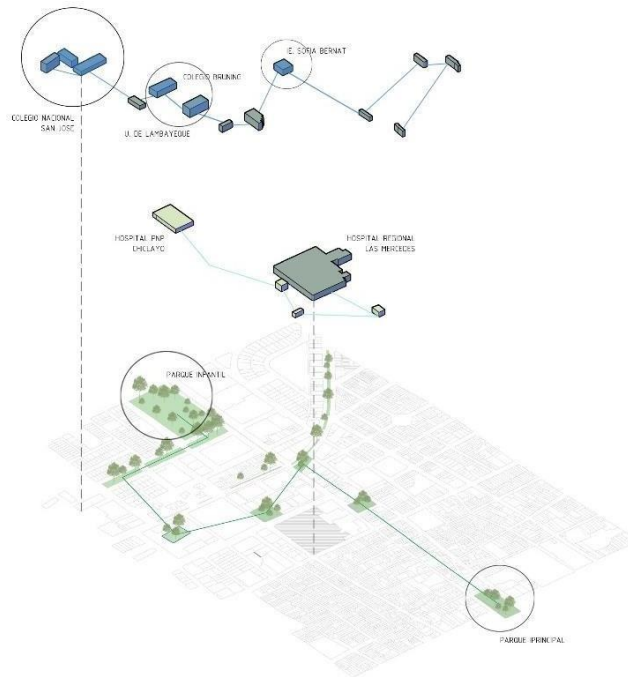 IE. SOFIA BERNAT
COLEGIO BRUNING
COLEGIO NACIONAL
SAN JOSE
U. DE LAMBAYEQUE
HOSPITAL PNP
CHICLAYO
HOSPITAL REGIONAL
LAS MERCEDES
PARQUE INFANTIL
PARQUE IPRINCIPAL